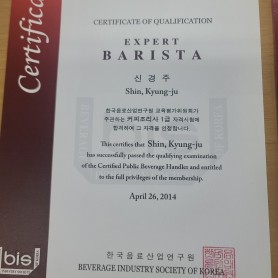 Certifica
CERTIFICATE OF QUALIFICATION
EXPERT
BARISTA
신 경 주
Shin, Kyung-ju
한국음료산업연구원 교육평가위원회가
주관하는 커피조리사 1급 자격시험에
합격하여 그 자격을 인정합니다.
This certifies that Shin, Kyung-ju
has successfully passed the qualifying examination
of the Certified Public Beverage Handler and entitled
to the full privileges of the membership.
April 26, 2014
bis
한국음료산업연구원
BEVERAGE INDUSTRY SOCIETY OF KOREA